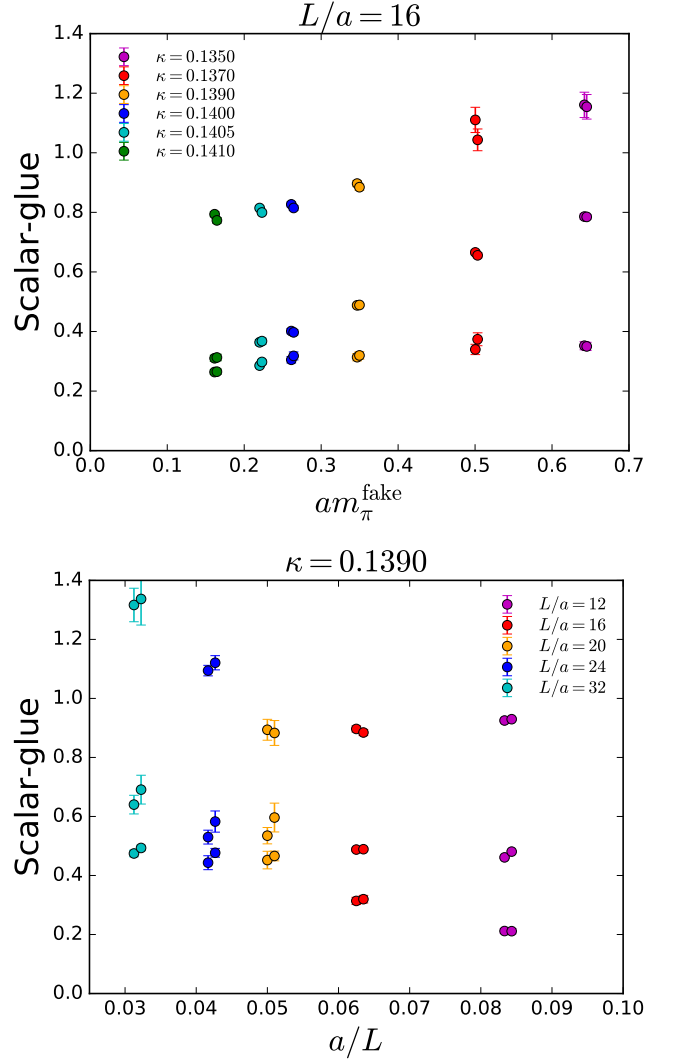 L/a = 16
1.4
1.2
1.0
0.8
0.6
0.4
0.2
0.0
Scalar-glue
κ = 0.1350
κ = 0.1370
κ = 0.1390
κ = 0.1400
κ = 0.1405
κ = 0.1410
0.0 0.1 0.2 0.3 0.4 0.5 0.6 0.7
am_π^fake
κ = 0.1390
1.4
1.2
1.0
0.8
0.6
0.4
0.2
0.0
Scalar-glue
L/a = 12
L/a = 16
L/a = 20
L/a = 24
L/a = 32
0.03 0.04 0.05 0.06 0.07 0.08 0.09 0.10
a/L